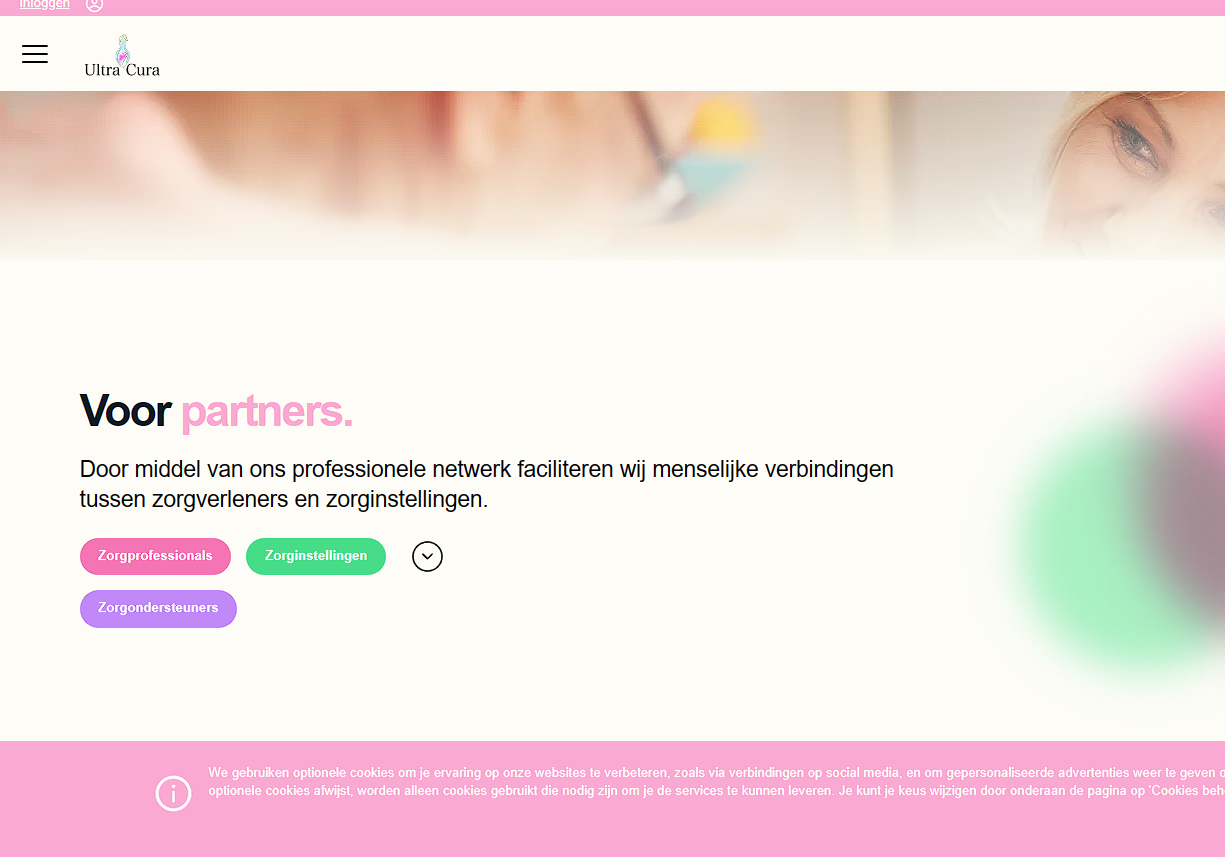 Inloggen
Ultra Cura
Voor partners.
Door middel van ons professionele netwerk faciliteren wij menselijke verbindingen
tussen zorgverleners en zorginstellingen.
Zorgprofessionals
Zorginstellingen
Zorgondersteuners
We gebruiken optionele cookies om je ervaring op onze websites te verbeteren, zoals via verbindingen op social media, en om gepersonaliseerde advertenties weer te geven
optionele cookies afwijst, worden alleen cookies gebruikt die nodig zijn om je de services te kunnen leveren. Je kunt je keus wijzigen door onderaan de pagina op 'Cookies